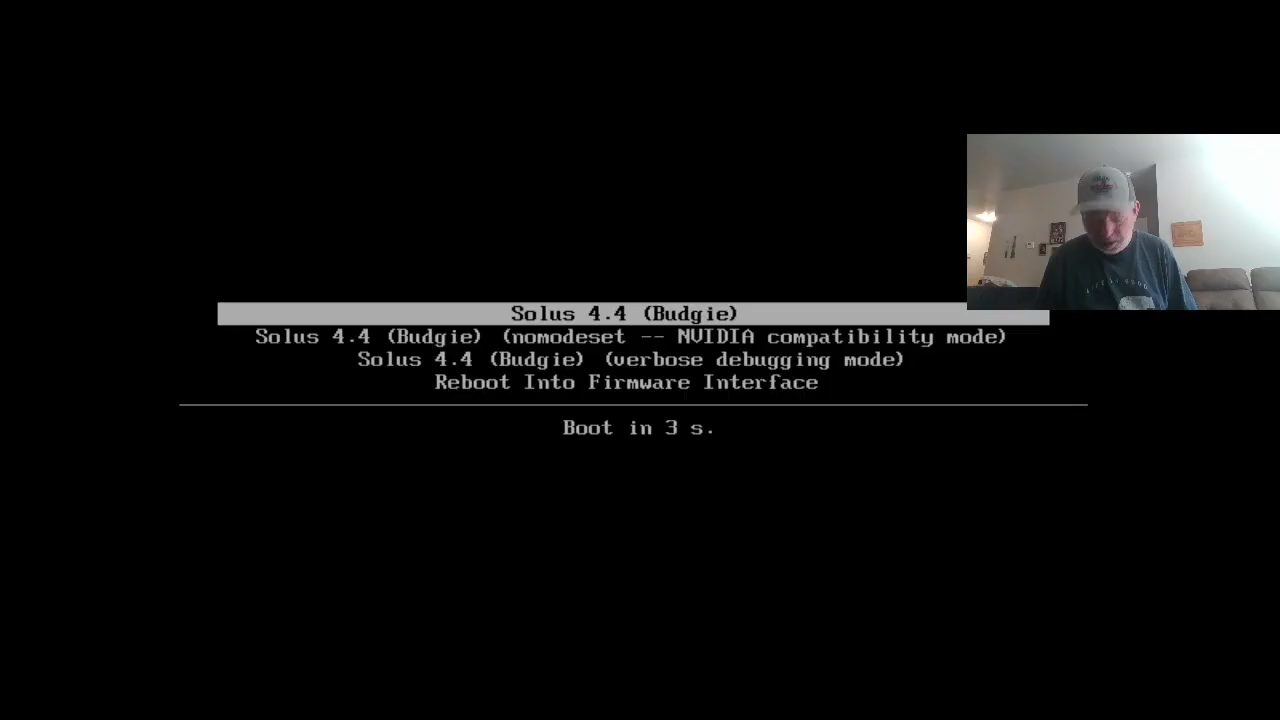 Solus 4.4 (Budgie)
Solus 4.4 (Budgie) (nomodeset -- NVIDIA compatibility mode)
Solus 4.4 (Budgie) (verbose debugging mode)
Reboot Into Firmware Interface
Boot in 3 s.